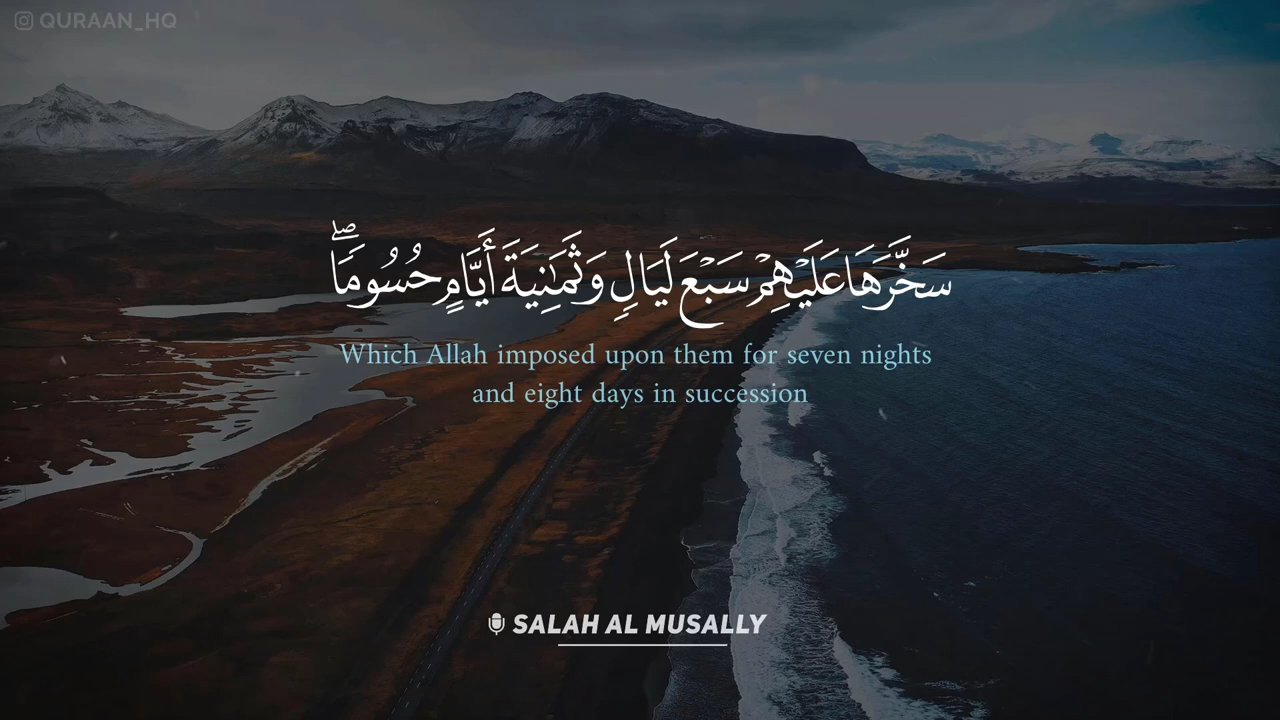 QURAAN_HQ
سَخَّرَهَا عَلَيْهِمْ سَبْعَ لَيَالٍ وَثَمَٰنِيَةَ أَيَّامٍ حُسُومًاۖ
Which Allah imposed upon them for seven nights
and eight days in succession
SALAH AL MUSALLY